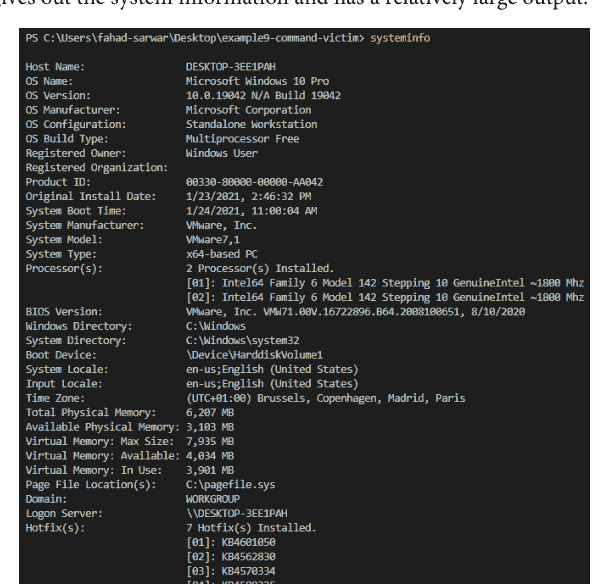 gives out the system information and has a relatively large output.
PS C:\Users\fahad-sarwar\Desktop\example9-command-victim> systeminfo
Host Name: DESKTOP-3EE1PAH
OS Name: Microsoft Windows 10 Pro
OS Version: 10.0.19042 N/A Build 19042
OS Manufacturer: Microsoft Corporation
OS Configuration: Standalone Workstation
OS Build Type: Multiprocessor Free
Registered Owner: Windows User
Registered Organization:
Product ID: 00330-80000-00000-AA042
Original Install Date: 1/23/2021, 2:46:32 PM
System Boot Time: 1/24/2021, 11:00:04 AM
System Manufacturer: VMware, Inc.
System Model: VMware7,1
System Type: x64-based PC
Processor(s): 2 Processor(s) Installed.
[01]: Intel64 Family 6 Model 142 Stepping 10 GenuineIntel ~1800 Mhz
[02]: Intel64 Family 6 Model 142 Stepping 10 GenuineIntel ~1800 Mhz
BIOS Version: VMware, Inc. VMW71.00V.16722896.B64.2008100651, 8/10/2020
Windows Directory: C:\Windows
System Directory: C:\Windows\system32
Boot Device: \Device\HarddiskVolume1
System Locale: en-us;English (United States)
Input Locale: en-us;English (United States)
Time Zone: (UTC+01:00) Brussels, Copenhagen, Madrid, Paris
Total Physical Memory: 6,207 MB
Available Physical Memory: 3,103 MB
Virtual Memory: Max Size: 7,935 MB
Virtual Memory: Available: 4,034 MB
Virtual Memory: In Use: 3,901 MB
Page File Location(s): C:\pagefile.sys
Domain: WORKGROUP
Logon Server: \\DESKTOP-3EE1PAH
Hotfix(s): 7 Hotfix(s) Installed.
[01]: KB4601050
[02]: KB4562830
[03]: KB4570334